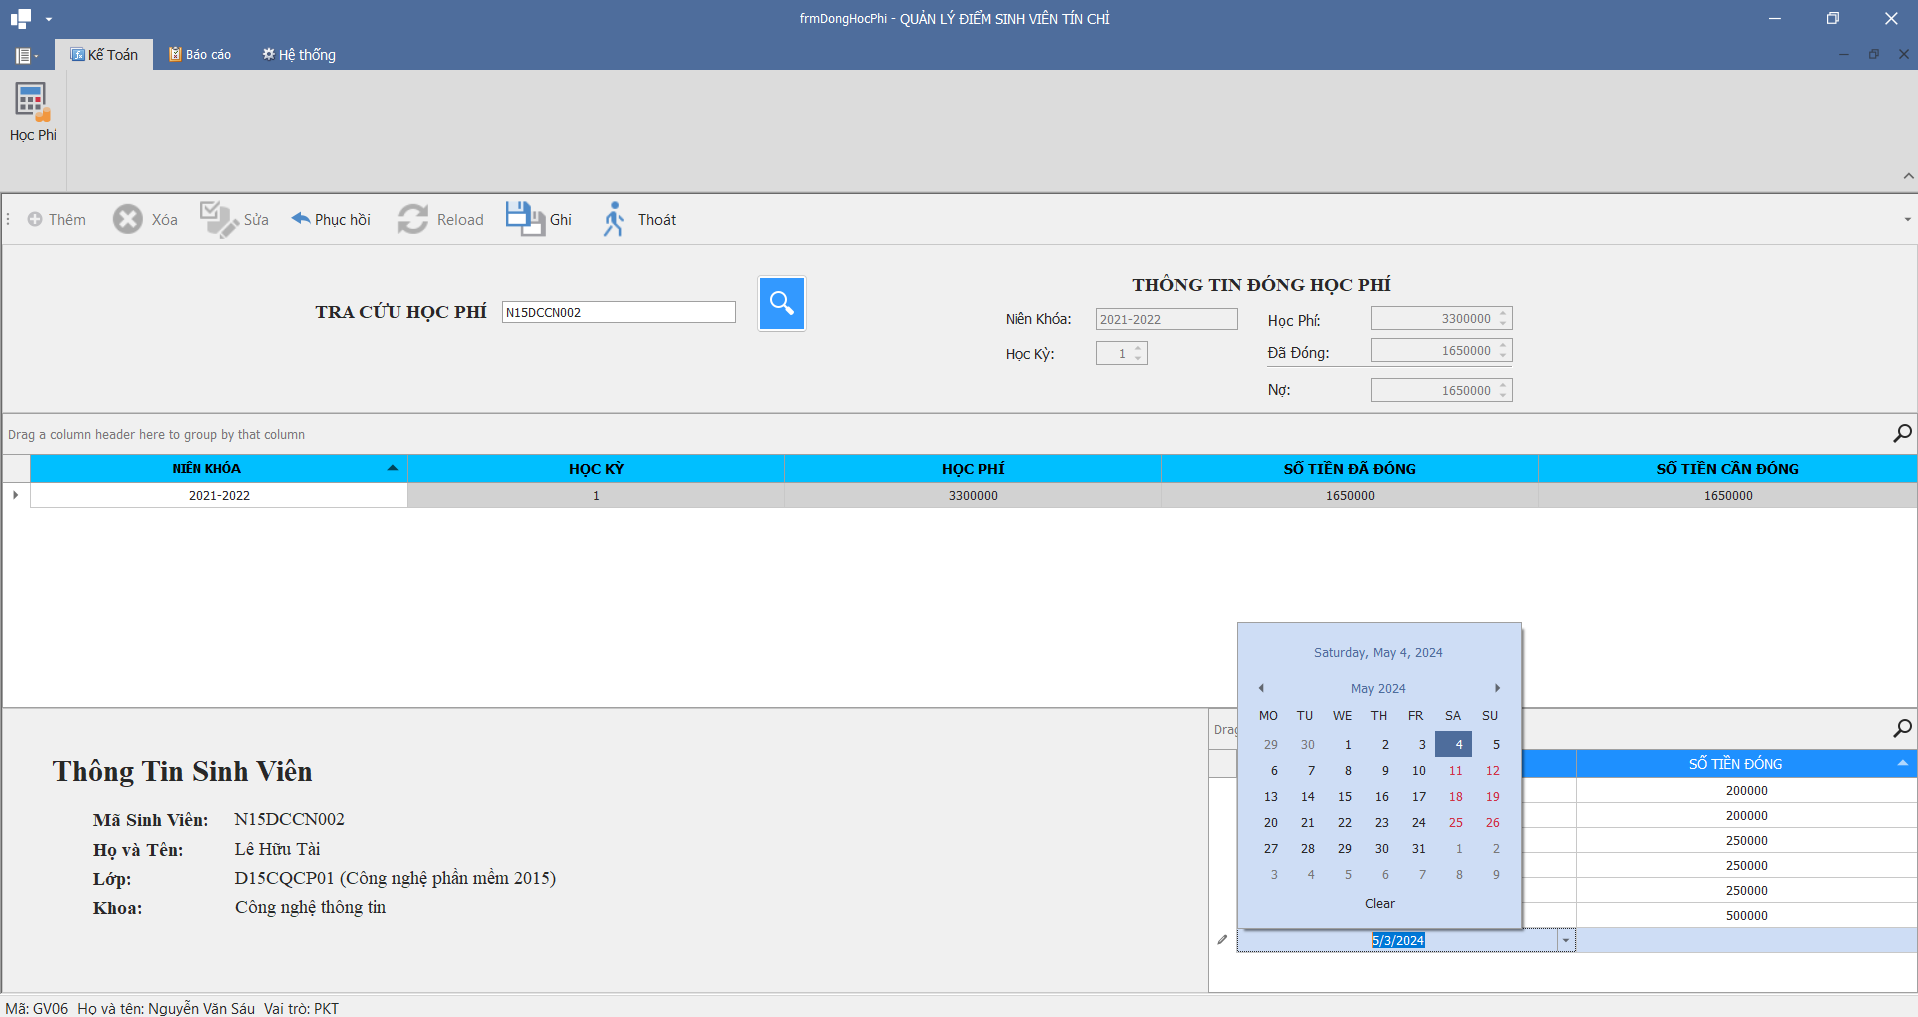 frmDongHocPhi - QUẢN LÝ ĐIỂM SINH VIÊN TÍN CHỈ
Kế Toán Báo cáo Hệ thống
Học Phi
Thêm Xóa Sửa Phục hồi Reload Ghi Thoát
TRA CỨU HỌC PHÍ N15DCCN002
THÔNG TIN ĐÓNG HỌC PHÍ
Niên Khóa: 2021-2022 Học Phí: 3300000
Học Kỳ: 1 Đã Đóng: 1650000
Nợ: 1650000
Drag a column header here to group by that column
NIÊN KHÓA HỌC KỲ HỌC PHÍ SỐ TIỀN ĐÃ ĐÓNG SỐ TIỀN CẦN ĐÓNG
2021-2022 1 3300000 1650000 1650000
Thông Tin Sinh Viên
Mã Sinh Viên: N15DCCN002
Họ và Tên: Lê Hữu Tài
Lớp: D15CQCP01 (Công nghệ phần mềm 2015)
Khoa: Công nghệ thông tin
Saturday, May 4, 2024
May 2024
MO TU WE TH FR SA SU
29 30 1 2 3 4 5
6 7 8 9 10 11 12
13 14 15 16 17 18 19
20 21 22 23 24 25 26
27 28 29 30 31 1 2
3 4 5 6 7 8 9
Clear
Drag
SỐ TIỀN ĐÓNG
200000
200000
250000
250000
250000
500000
5/3/2024
Mã: GV06 Họ và tên: Nguyễn Văn Sáu Vai trò: PKT